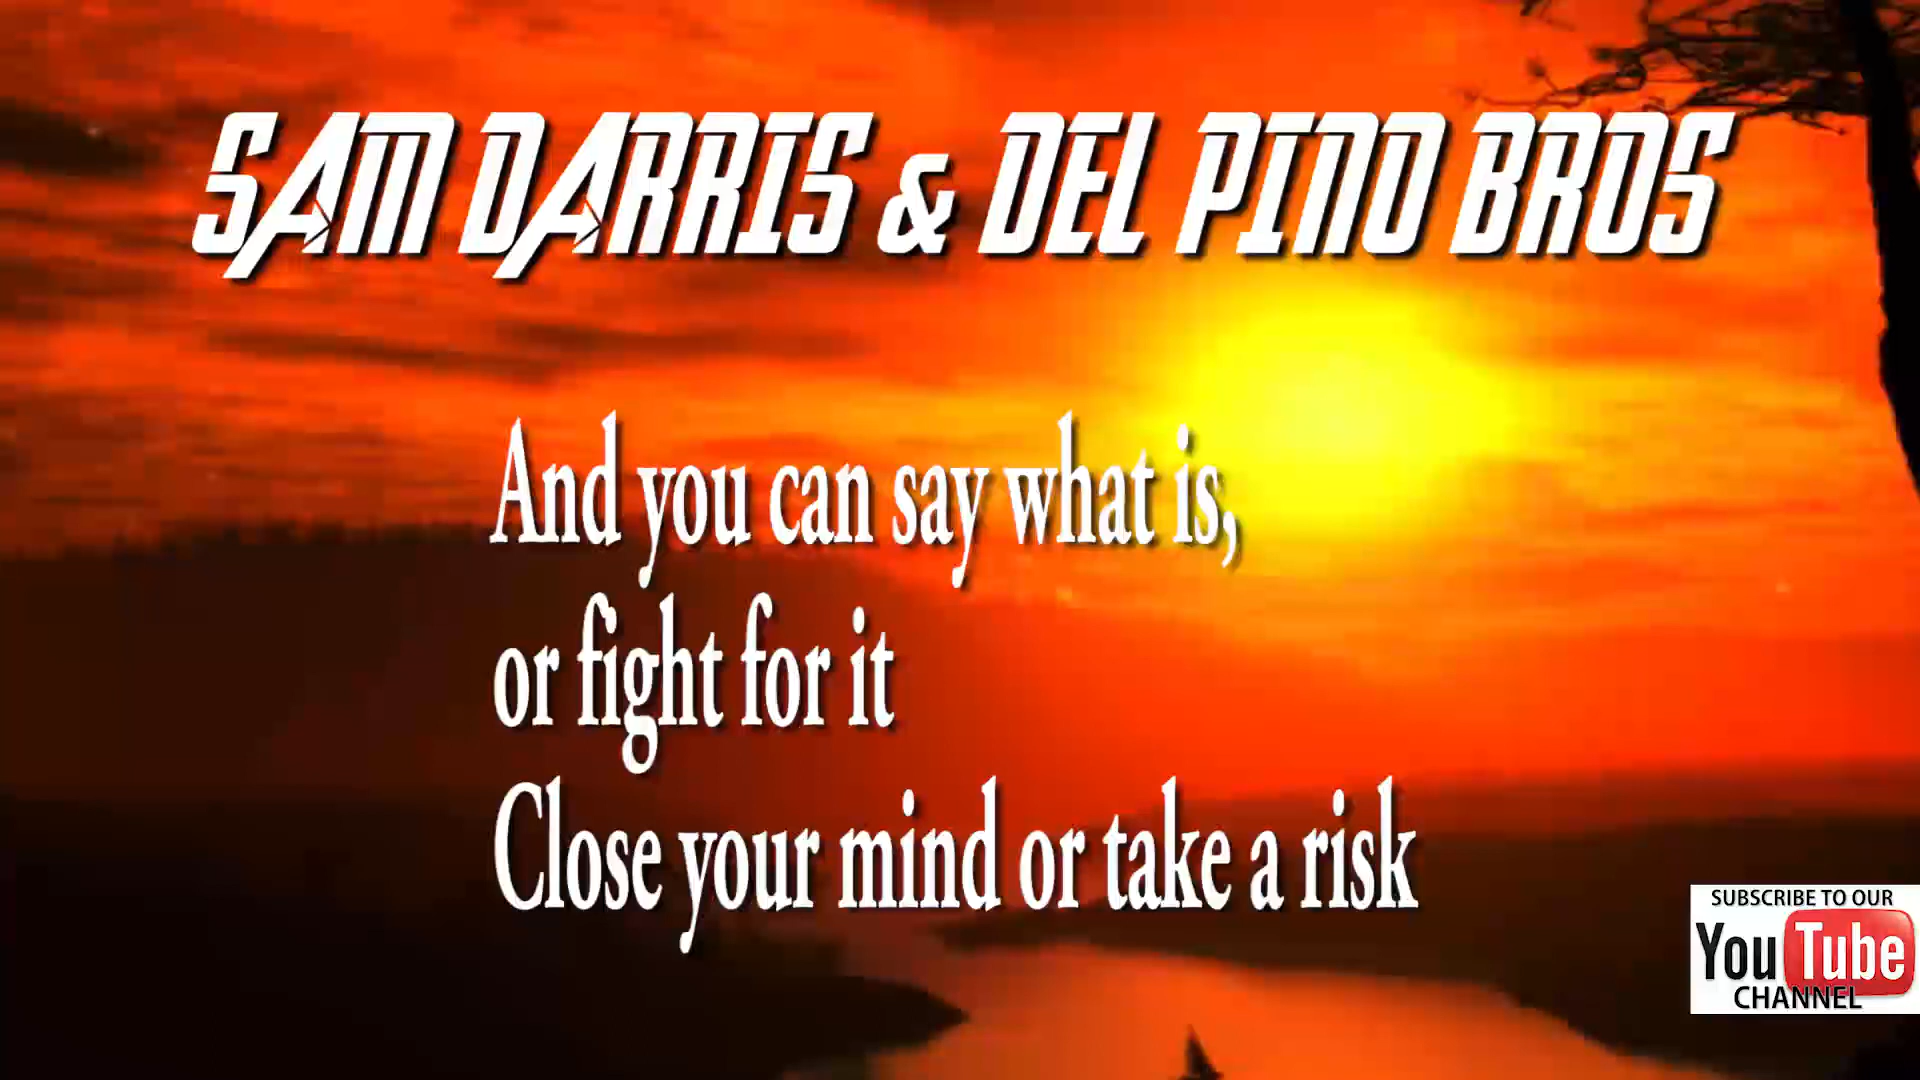 SAM DARRIS & DEL PINO BROS
And you can say what is,
or fight for it
Close your mind or take a risk
SUBSCRIBE TO OUR
YouTube
CHANNEL